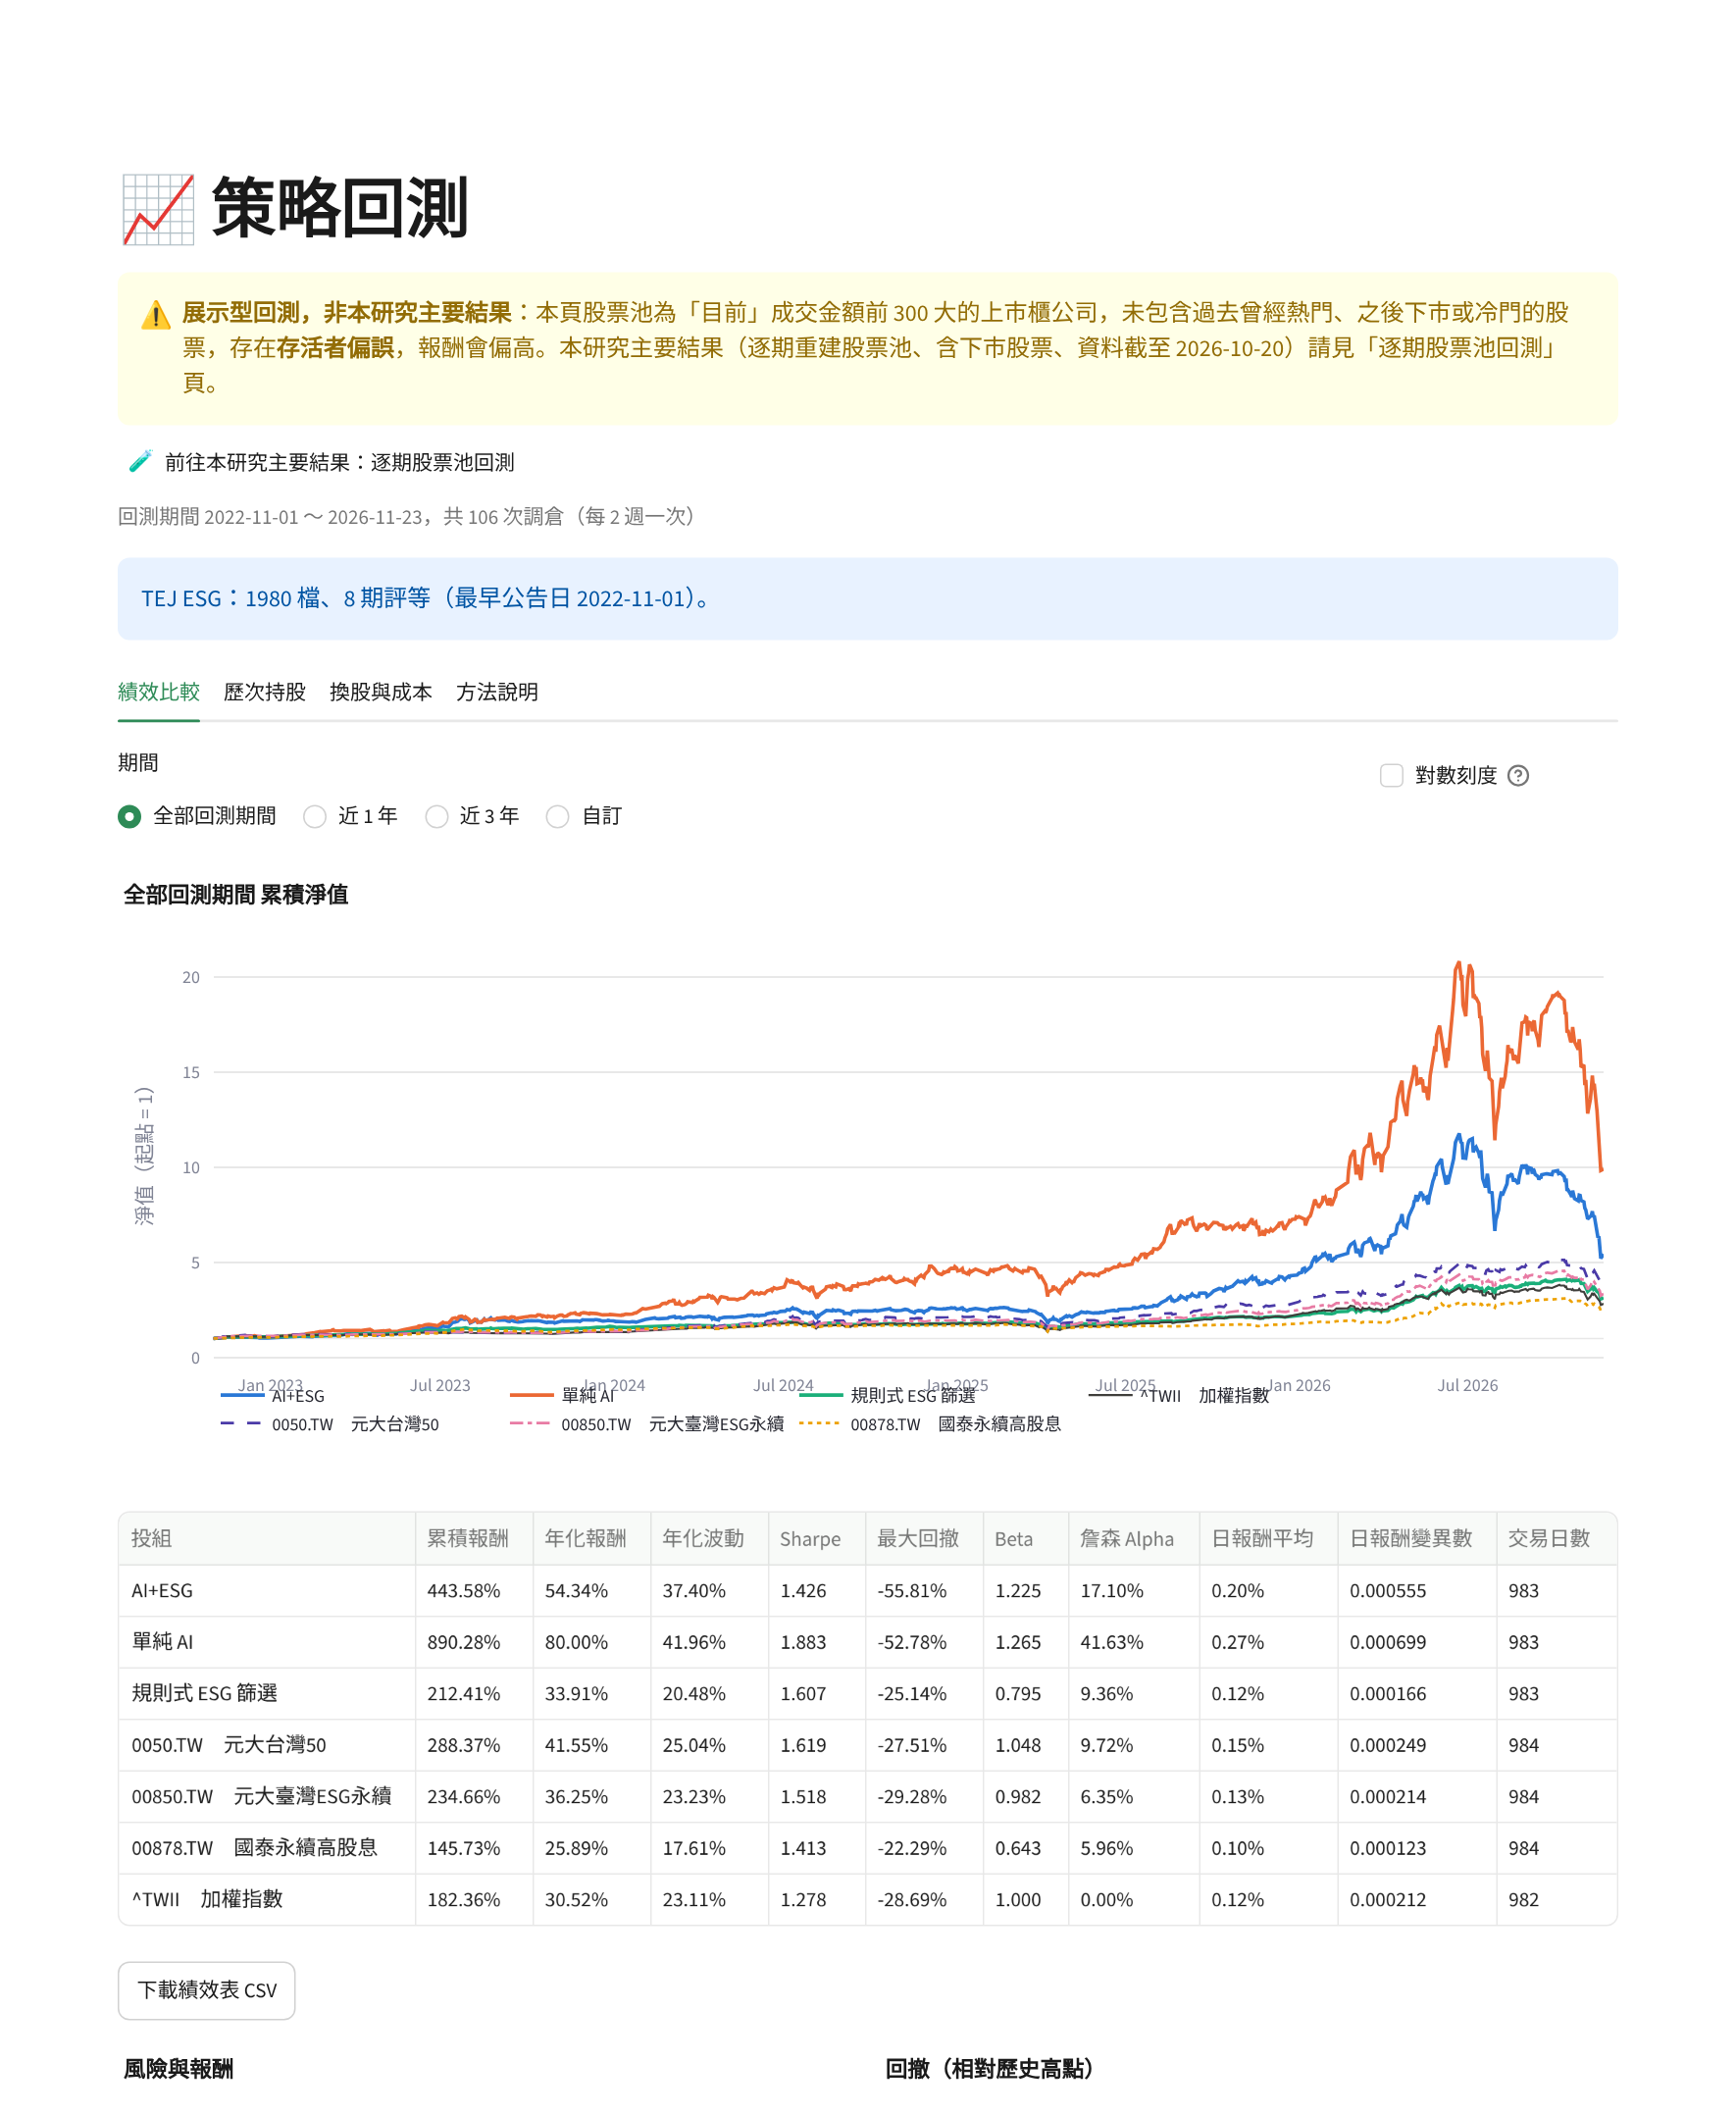 📈 策略回測
⚠️ 展示型回測，非本研究主要結果：本頁股票池為「目前」成交金額前 300 大的上市櫃公司，未包含過去曾經熱門、之後下市或冷門的股
票，存在存活者偏誤，報酬會偏高。本研究主要結果（逐期重建股票池、含下市股票、資料截至 2026-10-20）請見「逐期股票池回測」
頁。
🧪 前往本研究主要結果：逐期股票池回測
回測期間 2022-11-01 ～ 2026-11-23，共 106 次調倉（每 2 週一次）
TEJ ESG：1980 檔、8 期評等（最早公告日 2022-11-01）。
績效比較 歷次持股 換股與成本 方法說明
期間
對數刻度
全部回測期間 近 1 年 近 3 年 自訂
全部回測期間 累積淨值
淨值（起點 = 1）
20
15
10
5
0
Jan 2023 Jul 2023 Jan 2024 Jul 2024 Jan 2025 Jul 2025 Jan 2026 Jul 2026
AI+ESG 單純 AI 規則式 ESG 篩選 ^TWII 加權指數
0050.TW 元大台灣50 00850.TW 元大臺灣ESG永續 00878.TW 國泰永續高股息
投組 累積報酬 年化報酬 年化波動 Sharpe 最大回撤 Beta 詹森 Alpha 日報酬平均 日報酬變異數 交易日數
AI+ESG 443.58% 54.34% 37.40% 1.426 -55.81% 1.225 17.10% 0.20% 0.000555 983
單純 AI 890.28% 80.00% 41.96% 1.883 -52.78% 1.265 41.63% 0.27% 0.000699 983
規則式 ESG 篩選 212.41% 33.91% 20.48% 1.607 -25.14% 0.795 9.36% 0.12% 0.000166 983
0050.TW 元大台灣50 288.37% 41.55% 25.04% 1.619 -27.51% 1.048 9.72% 0.15% 0.000249 984
00850.TW 元大臺灣ESG永續 234.66% 36.25% 23.23% 1.518 -29.28% 0.982 6.35% 0.13% 0.000214 984
00878.TW 國泰永續高股息 145.73% 25.89% 17.61% 1.413 -22.29% 0.643 5.96% 0.10% 0.000123 984
^TWII 加權指數 182.36% 30.52% 23.11% 1.278 -28.69% 1.000 0.00% 0.12% 0.000212 982
下載績效表 CSV
風險與報酬 回撤（相對歷史高點）